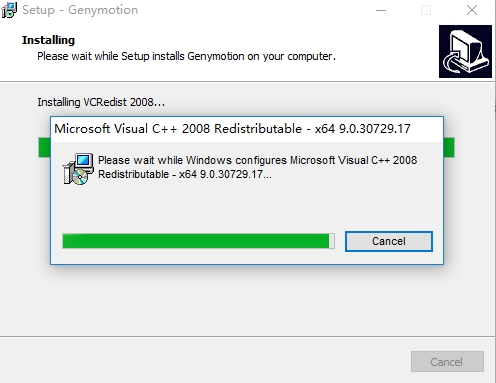 Setup - Genymotion
Installing
Please wait while Setup installs Genymotion on your computer.
Installing VCRedist 2008...
Microsoft Visual C++ 2008 Redistributable - x64 9.0.30729.17
Please wait while Windows configures Microsoft Visual C++ 2008
Redistributable - x64 9.0.30729.17...
Cancel
Cancel